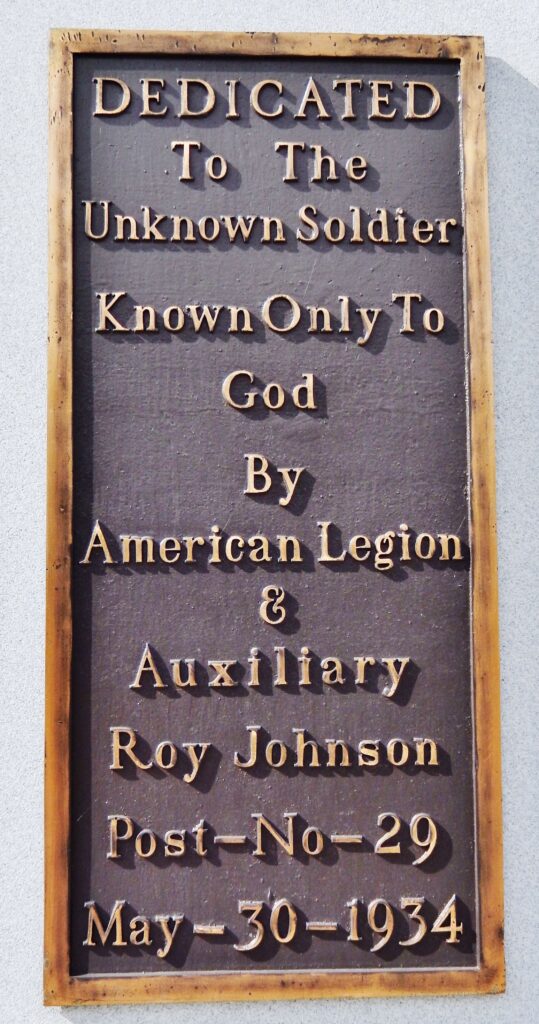 DEDICATED
To The
Unknown Soldier
Known Only To
God
By
American Legion
&
Auxiliary
Roy Johnson
Post-No-29
May-30-1934